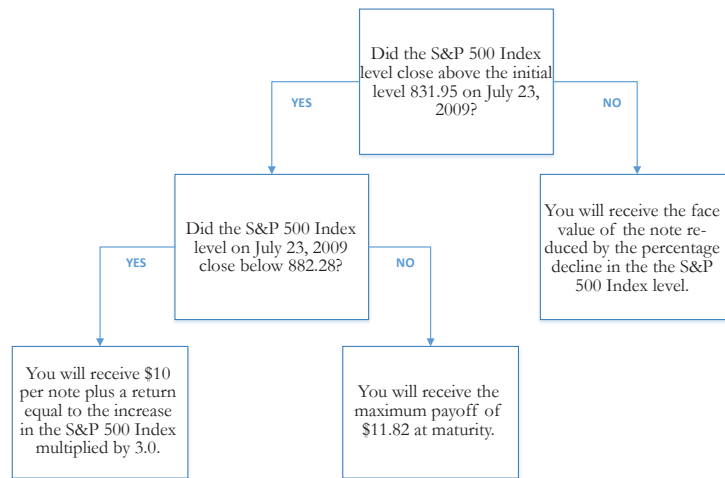 Did the S&P 500 Index
level close above the initial
level 831.95 on July 23,
2009?
YES
NO
Did the S&P 500 Index
level on July 23, 2009
close below 882.28?
You will receive the face
value of the note re-
duced by the percentage
decline in the the S&P
500 Index level.
YES
NO
You will receive $10
per note plus a return
equal to the increase
in the S&P 500 Index
multiplied by 3.0.
You will receive the
maximum payoff of
$11.82 at maturity.